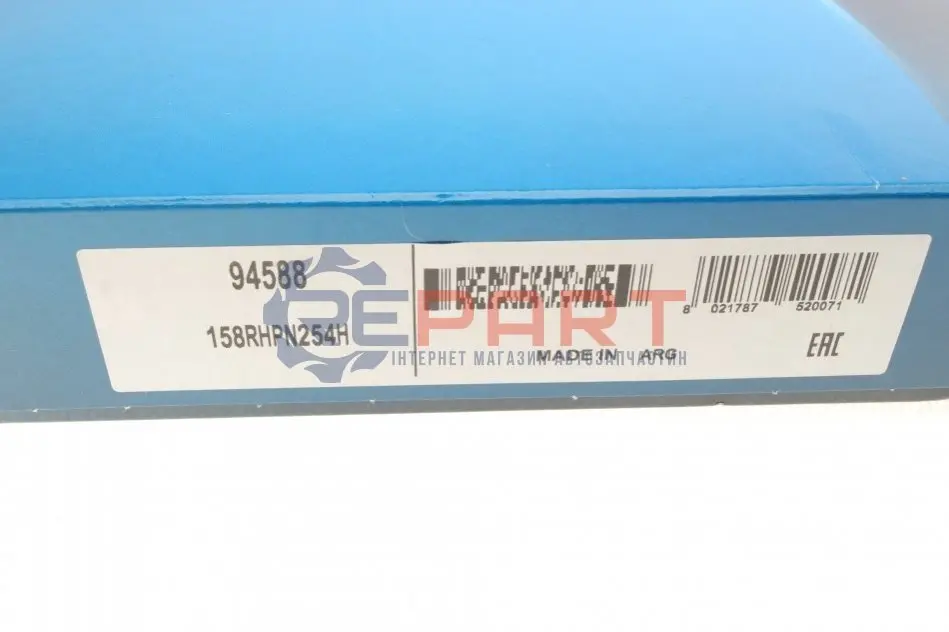 94588
158RHPN254H
REPART
ІНТЕРНЕТ МАГАЗИН АВТОЗАПЧАСТИН
MADE IN ARG
8 021787 520071
EAC